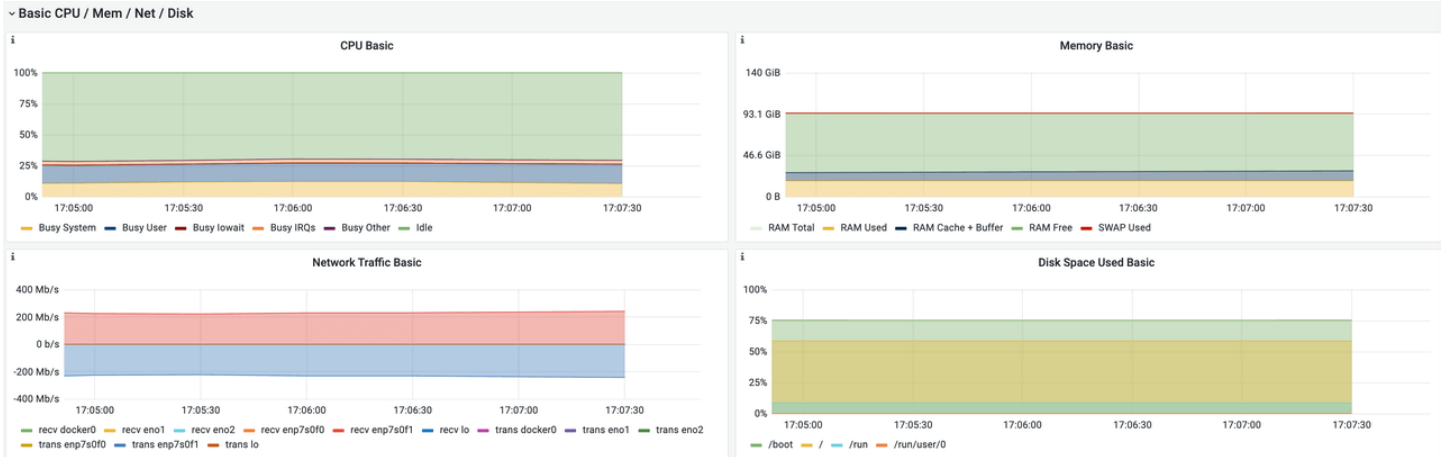 Basic CPU / Mem / Net / Disk
i
CPU Basic
100%
75%
50%
25%
0%
17:05:00 17:05:30 17:06:00 17:06:30 17:07:00 17:07:30
Busy System Busy User Busy Iowait Busy IRQs Busy Other Idle
i
Memory Basic
140 GiB
93.1 GiB
46.6 GiB
0 B
17:05:00 17:05:30 17:06:00 17:06:30 17:07:00 17:07:30
RAM Total RAM Used RAM Cache + Buffer RAM Free SWAP Used
i
Network Traffic Basic
400 Mb/s
200 Mb/s
0 b/s
-200 Mb/s
-400 Mb/s
17:05:00 17:05:30 17:06:00 17:06:30 17:07:00 17:07:30
recv docker0 recv eno1 recv eno2 recv enp7s0f0 recv enp7s0f1 recv lo trans docker0 trans eno1 trans eno2
trans enp7s0f0 trans enp7s0f1 trans lo
i
Disk Space Used Basic
100%
75%
50%
25%
0%
17:05:00 17:05:30 17:06:00 17:06:30 17:07:00 17:07:30
/boot / /run /run/user/0